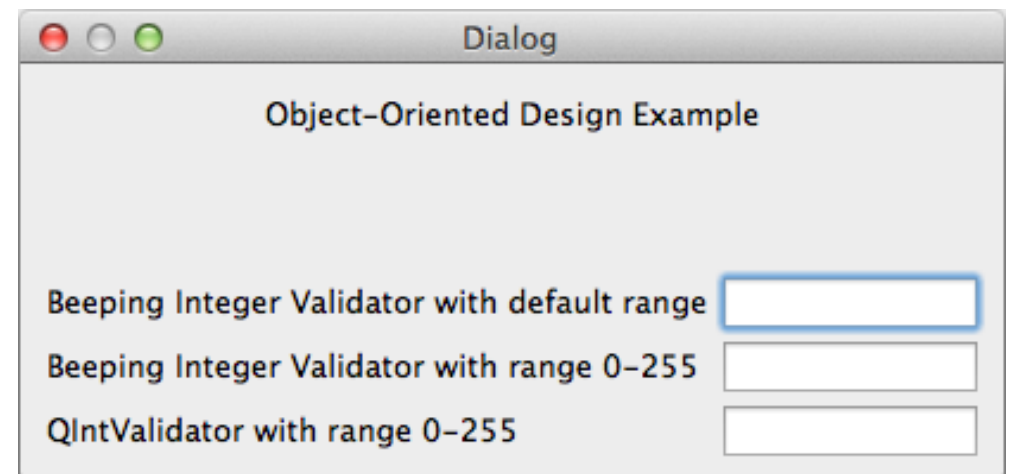 Dialog
Object-Oriented Design Example
Beeping Integer Validator with default range
Beeping Integer Validator with range 0-255
QIntValidator with range 0-255